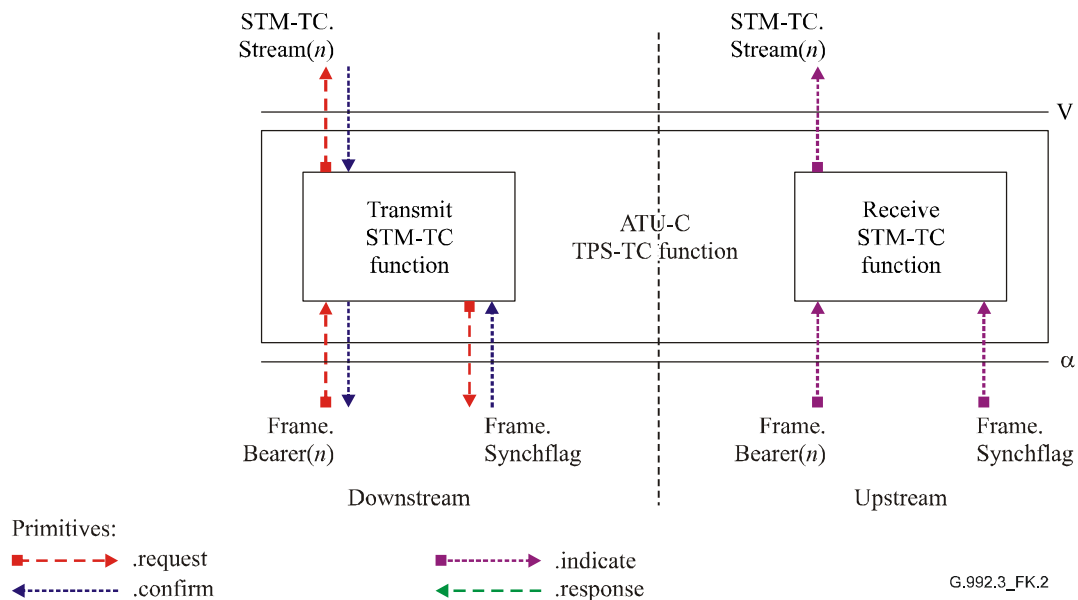 STM-TC.
Stream(n)
STM-TC.
Stream(n)
V
Transmit
STM-TC
function
ATU-C
TPS-TC function
Receive
STM-TC
function
α
Frame.
Bearer(n)
Frame.
Synchflag
Frame.
Bearer(n)
Frame.
Synchflag
Downstream
Upstream
Primitives:
.request
.indicate
.confirm
.response
G.992.3_FK.2